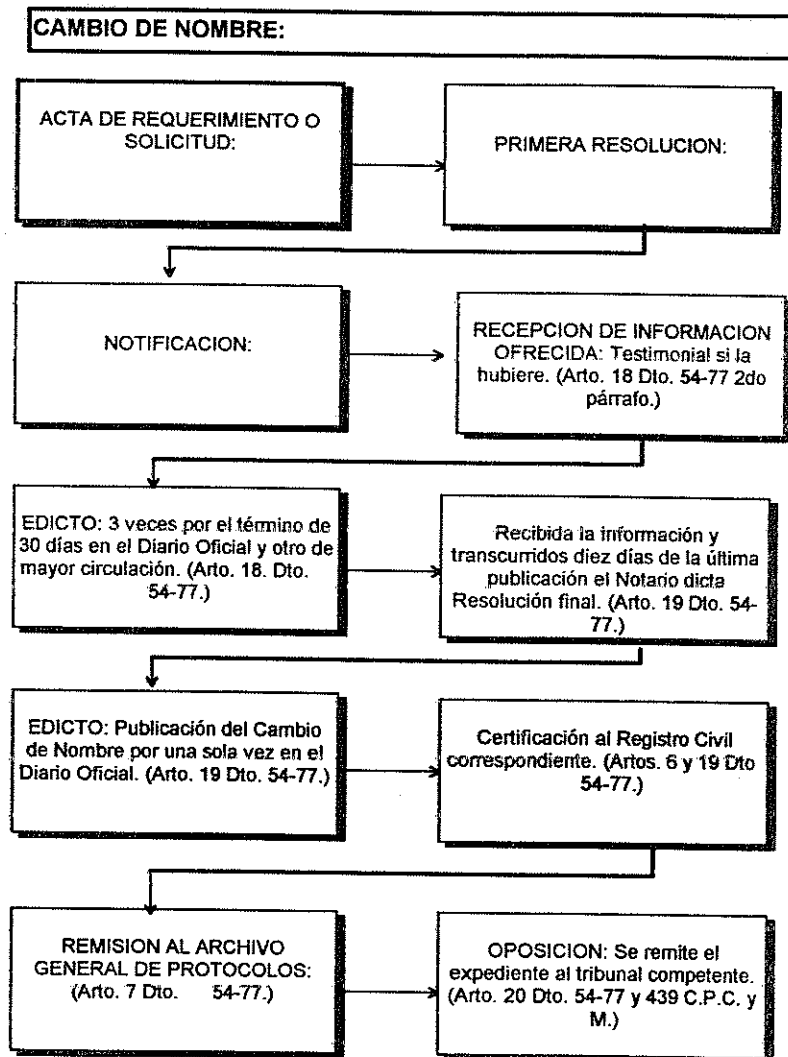 CAMBIO DE NOMBRE:
ACTA DE REQUERIMIENTO O
SOLICITUD:
PRIMERA RESOLUCION:
NOTIFICACION:
RECEPCION DE INFORMACION
OFRECIDA: Testimonial si la
hubiere. (Arto. 18 Dto. 54-77 2do
párrafo.)
EDICTO: 3 veces por el término de
30 días en el Diario Oficial y otro de
mayor circulación. (Arto. 18. Dto.
54-77.)
Recibida la información y
transcurridos diez días de la última
publicación el Notario dicta
Resolución final. (Arto. 19 Dto. 54-
77.)
EDICTO: Publicación del Cambio
de Nombre por una sola vez en el
Diario Oficial. (Arto. 19 Dto. 54-77.)
Certificación al Registro Civil
correspondiente. (Artos. 6 y 19 Dto
54-77.)
REMISION AL ARCHIVO
GENERAL DE PROTOCOLOS:
(Arto. 7 Dto. 54-77.)
OPOSICION: Se remite el
expediente al tribunal competente.
(Arto. 20 Dto. 54-77 y 439 C.P.C. y
M.)